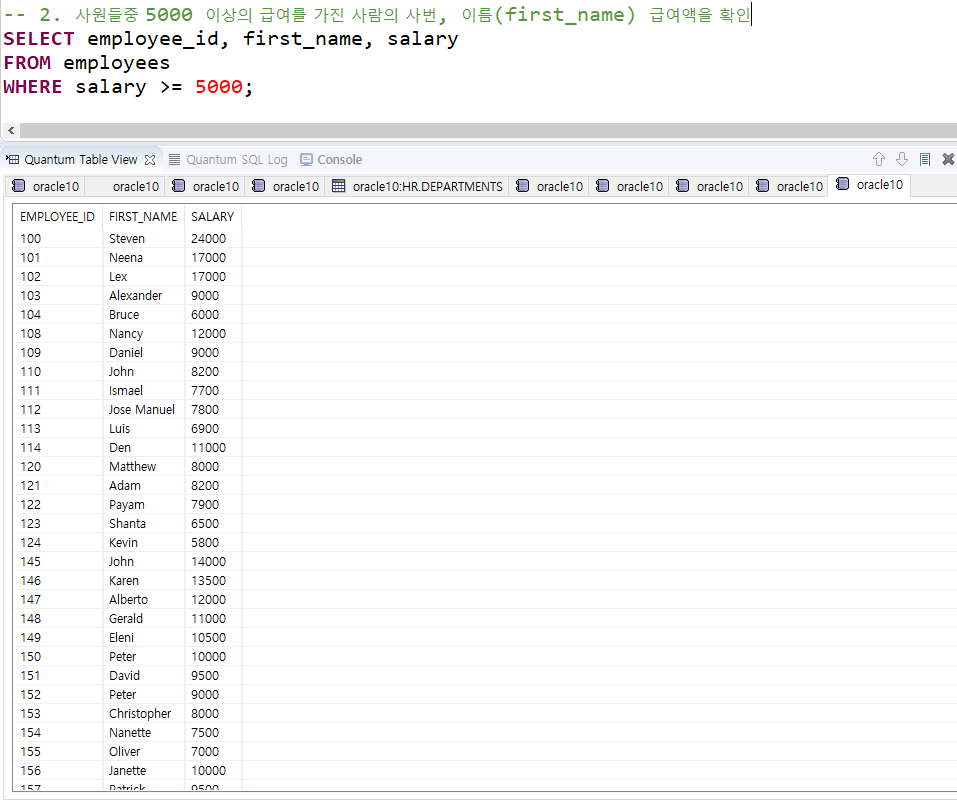 -- 2. 사원들중 5000 이상의 급여를 가진 사람의 사번, 이름(first_name) 급여액을 확인
SELECT employee_id, first_name, salary
FROM employees
WHERE salary >= 5000;
Quantum Table View Quantum SQL Log Console
oracle10 oracle10 oracle10 oracle10 oracle10:HR.DEPARTMENTS oracle10 oracle10 oracle10 oracle10 oracle10
EMPLOYEE_ID FIRST_NAME SALARY
100 Steven 24000
101 Neena 17000
102 Lex 17000
103 Alexander 9000
104 Bruce 6000
108 Nancy 12000
109 Daniel 9000
110 John 8200
111 Ismael 7700
112 Jose Manuel 7800
113 Luis 6900
114 Den 11000
120 Matthew 8000
121 Adam 8200
122 Payam 7900
123 Shanta 6500
124 Kevin 5800
145 John 14000
146 Karen 13500
147 Alberto 12000
148 Gerald 11000
149 Eleni 10500
150 Peter 10000
151 David 9500
152 Peter 9000
153 Christopher 8000
154 Nanette 7500
155 Oliver 7000
156 Janette 10000
157 Patrick 9500